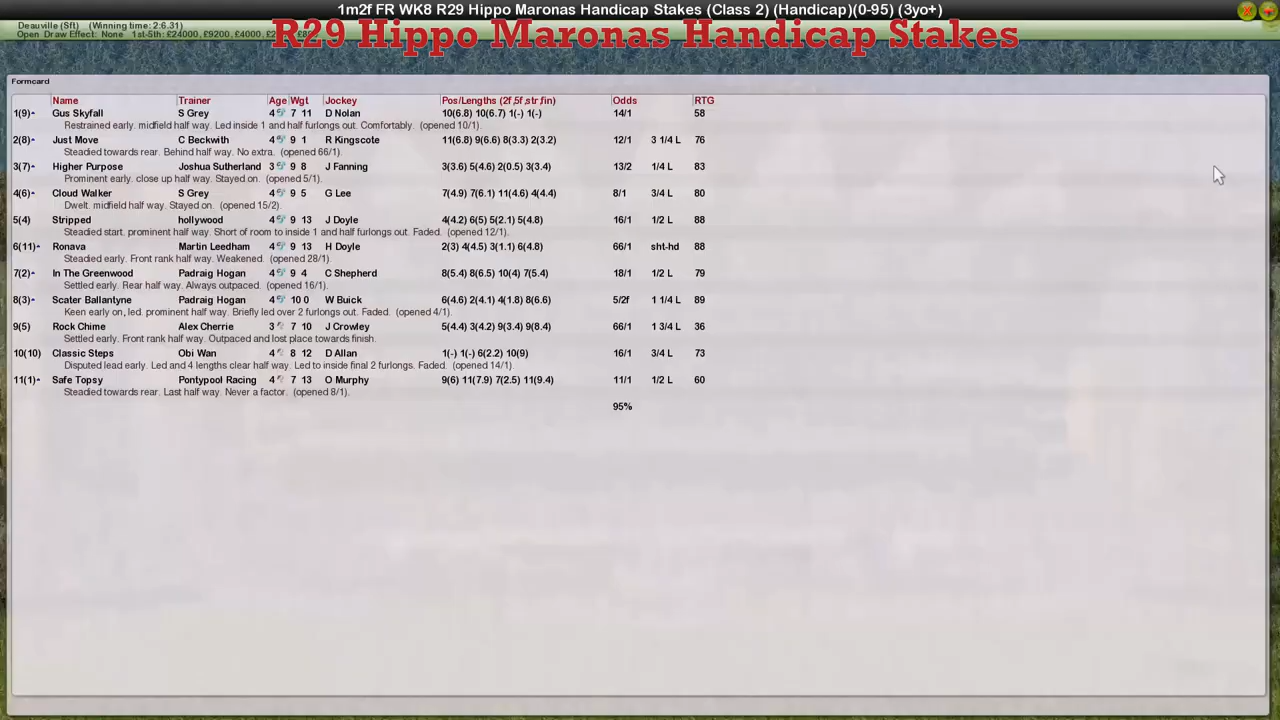 1m2f FR WK8 R29 Hippo Maronas Handicap Stakes (Class 2) (Handicap)(0-95) (3yo+)
Deauville (Sft) (Winning time: 2:6.31)
Open Draw Effect: None 1st-5th: £24000, £9200, £4000,
R29 Hippo Maronas Handicap Stakes
Formcard
Name Trainer Age Wgt Jockey Pos/Lengths (2f,5f,str,fin) Odds RTG
1(9) Gus Skyfall S Grey 4 7 11 D Nolan 10(6.8) 10(6.7) 1(-) 1(-) 14/1 58
Restrained early. midfield half way. Led inside 1 and half furlongs out. Comfortably. (opened 10/1).
2(8) Just Move C Beckwith 4 9 1 R Kingscote 11(6.8) 9(6.6) 8(3.3) 2(3.2) 12/1 3 1/4 L 76
Steadied towards rear. Behind half way. No extra. (opened 66/1).
3(7) Higher Purpose Joshua Sutherland 3 9 8 J Fanning 3(3.6) 5(4.6) 2(0.5) 3(3.4) 13/2 1/4 L 83
Prominent early. close up half way. Stayed on. (opened 5/1).
4(6) Cloud Walker S Grey 4 9 5 G Lee 7(4.9) 7(6.1) 11(4.6) 4(4.4) 8/1 3/4 L 80
Dwelt. midfield half way. Stayed on. (opened 15/2).
5(4) Stripped hollywood 4 9 13 J Doyle 4(4.2) 6(5) 5(2.1) 5(4.8) 16/1 1/2 L 88
Steadied start. prominent half way. Short of room to inside 1 and half furlongs out. Faded. (opened 12/1).
6(11) Ronava Martin Leedham 4 9 13 H Doyle 2(3) 4(4.5) 3(1.1) 6(4.8) 66/1 sht-hd 88
Steadied early. Front rank half way. Weakened. (opened 28/1).
7(2) In The Greenwood Padraig Hogan 4 9 4 C Shepherd 8(5.4) 8(6.5) 10(4) 7(5.4) 18/1 1/2 L 79
Settled early. Rear half way. Always outpaced. (opened 16/1).
8(3) Scater Ballantyne Padraig Hogan 4 10 0 W Buick 6(4.6) 2(4.1) 4(1.8) 8(6.6) 5/2f 1 1/4 L 89
Keen early on, led. prominent half way. Briefly led over 2 furlongs out. Faded. (opened 4/1).
9(5) Rock Chime Alex Cherrie 3 7 10 J Crowley 5(4.4) 3(4.2) 9(3.4) 9(8.4) 66/1 1 3/4 L 36
Settled early. Front rank half way. Outpaced and lost place towards finish.
10(10) Classic Steps Obi Wan 4 8 12 D Allan 1(-) 1(-) 6(2.2) 10(9) 16/1 3/4 L 73
Disputed lead early. Led and 4 lengths clear half way. Led to inside final 2 furlongs. Faded. (opened 14/1).
11(1) Safe Topsy Pontypool Racing 4 7 13 O Murphy 9(6) 11(7.9) 7(2.5) 11(9.4) 11/1 1/2 L 60
Steadied towards rear. Last half way. Never a factor. (opened 8/1).
95%